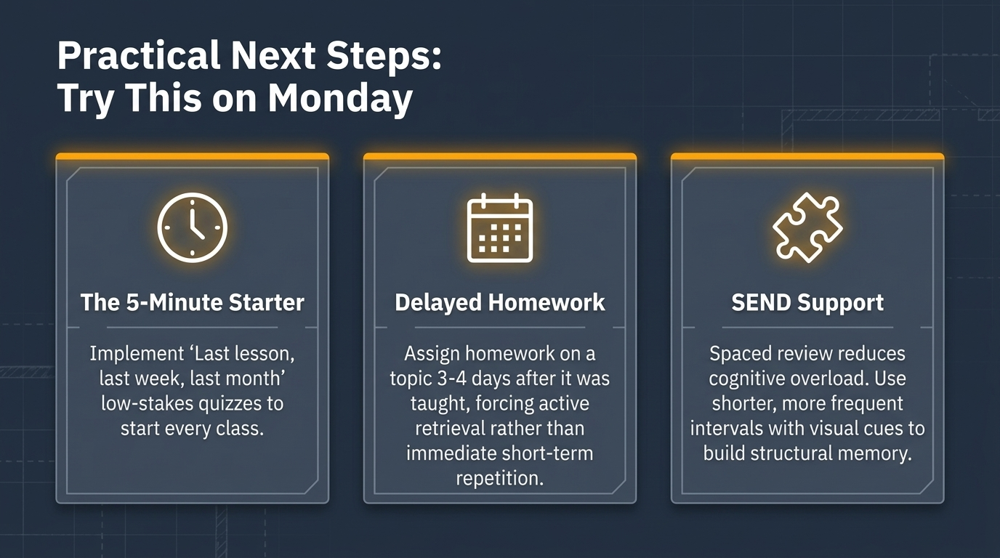 Practical Next Steps:
Try This on Monday
The 5-Minute Starter
Implement ‘Last lesson,
last week, last month’
low-stakes quizzes to
start every class.
Delayed Homework
Assign homework on a
topic 3-4 days after it was
taught, forcing active
retrieval rather than
immediate short-term
repetition.
SEND Support
Spaced review reduces
cognitive overload. Use
shorter, more frequent
intervals with visual cues to
build structural memory.